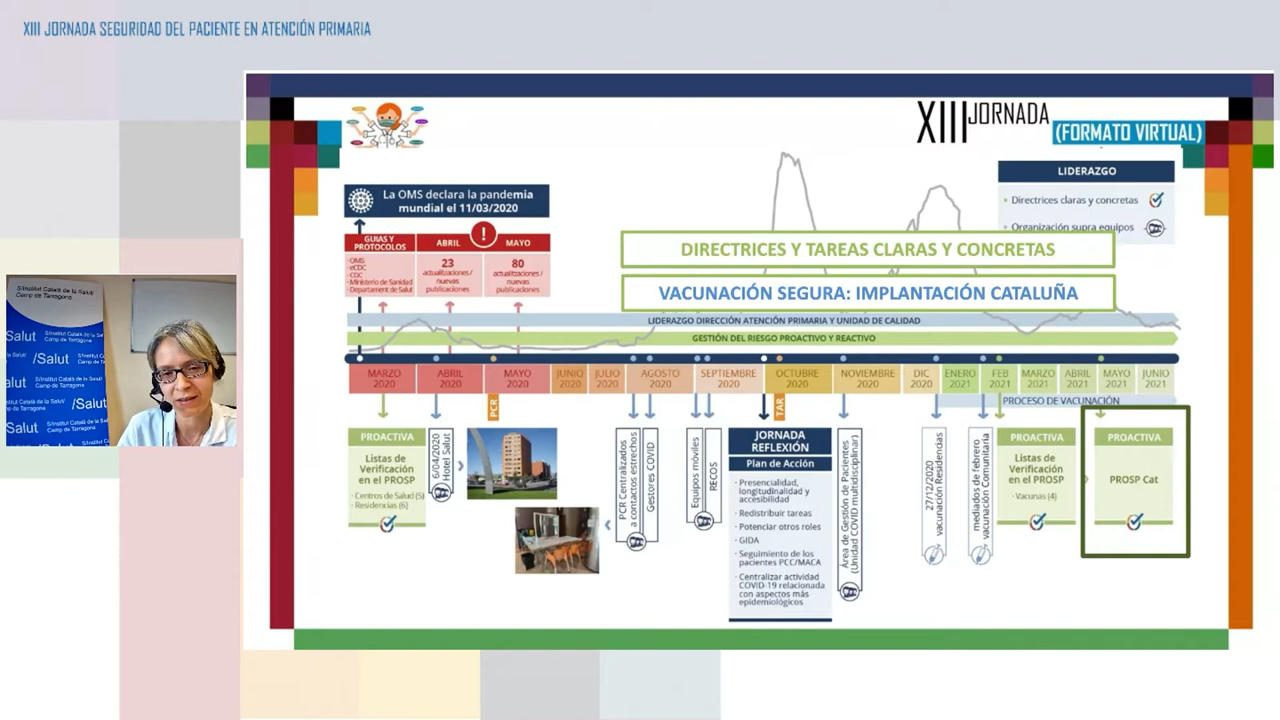 XIII JORNADA SEGURIDAD DEL PACIENTE EN ATENCIÓN PRIMARIA
XIII JORNADA
(FORMATO VIRTUAL)
La OMS declara la pandemia
mundial el 11/03/2020
GUIAS Y
PROTOCOLOS
· OMS
· eCDC
· CDC
· Ministerio de Sanidad
· Departament de Salut
ABRIL
23
actualizaciones/
nuevas
publicaciones
!
MAYO
80
actualizaciones/
nuevas
publicaciones
LIDERAZGO
• Directrices claras y concretas
• Organización supra equipos
DIRECTRICES Y TAREAS CLARAS Y CONCRETAS
VACUNACIÓN SEGURA: IMPLANTACIÓN CATALUÑA
LIDERAZGO DIRECCIÓN ATENCIÓN PRIMARIA Y UNIDAD DE CALIDAD
GESTIÓN DEL RIESGO PROACTIVO Y REACTIVO
MARZO
2020
ABRIL
2020
MAYO
2020
JUNIO
2020
JULIO
2020
AGOSTO
2020
SEPTIEMBRE
2020
OCTUBRE
2020
NOVIEMBRE
2020
DIC
2020
ENERO
2021
FEB
2021
MARZO
2021
ABRIL
2021
MAYO
2021
JUNIO
2021
PROCESO DE VACUNACIÓN
PCR
TAR
PROACTIVA
Listas de
Verificación
en el PROSP
· Centros de Salud (5)
· Residencias (6)
6/04/2020
Hotel Salut
PCR Centralizados
a contactos estrechos
Gestores COVID
Equipos móviles
RECOS
JORNADA
REFLEXIÓN
Plan de Acción
· Presencialidad,
longitudinalidad y
accesibilidad
· Redistribuir tareas
· Potenciar otros roles
· GIDA
· Seguimiento de los
pacientes PCC/MACA
· Centralizar actividad
COVID-19 relacionada
con aspectos más
epidemiológicos
Área de Gestión de Pacientes
(Unidad COVID multidisciplinar)
27/12/2020
vacunación Residencias
mediados de febrero
vacunación Comunitaria
PROACTIVA
Listas de
Verificación
en el PROSP
· Vacunas (4)
PROACTIVA
PROSP Cat
S/Institut Català de la Salut
Camp de Tarragona
/Salut